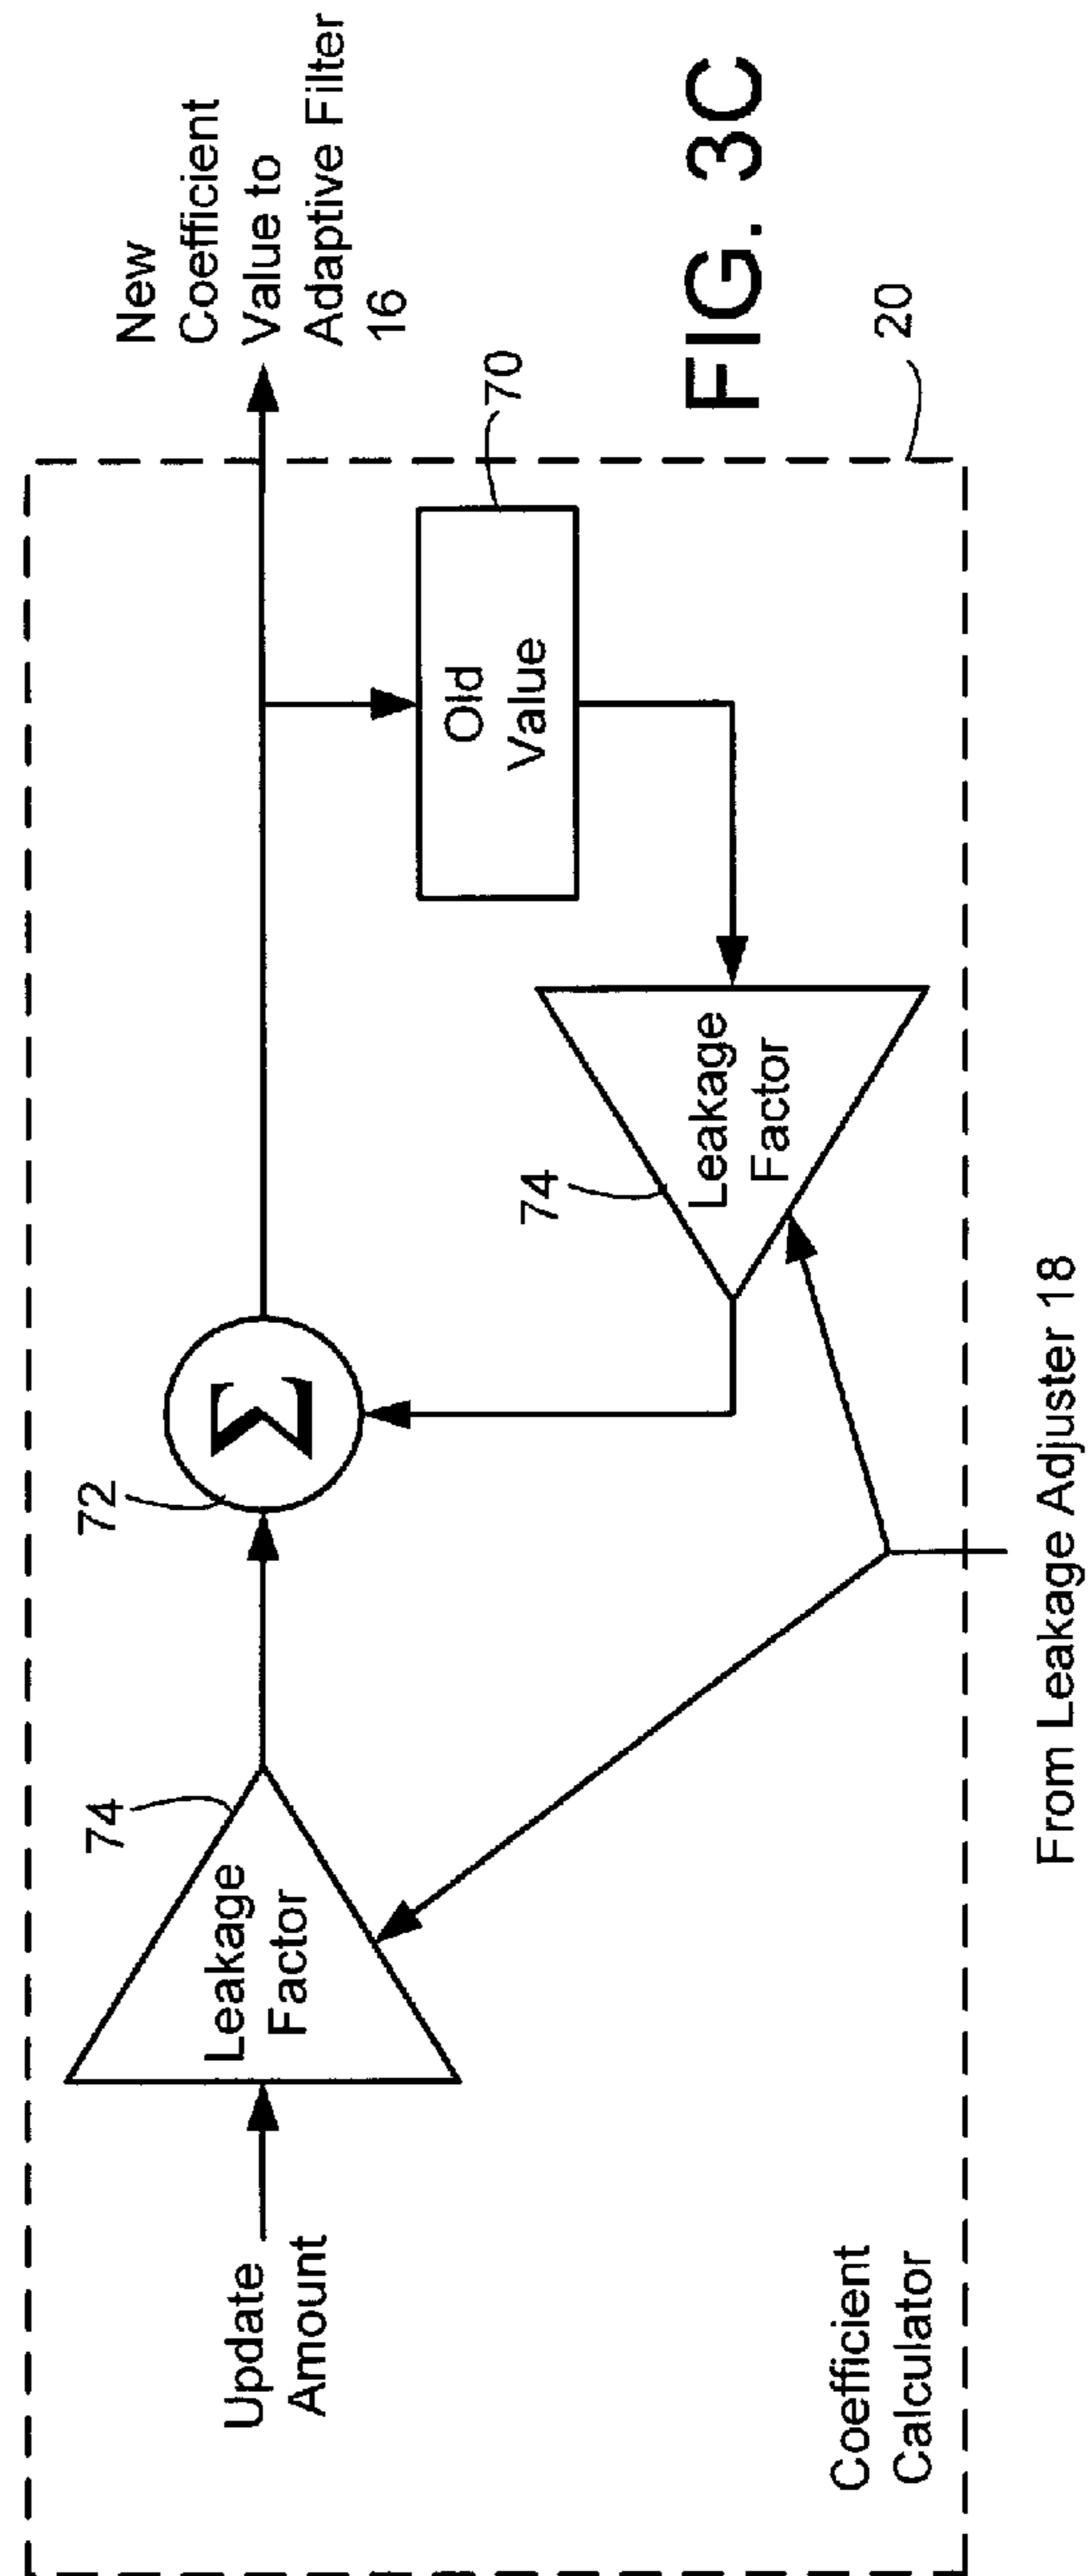 New
Coefficient
Value to
Adaptive Filter
16
70
Old
Value
72
Σ
74
Leakage
Factor
74
Leakage
Factor
Update
Amount
Coefficient
Calculator
From Leakage Adjuster 18
20
FIG. 3C